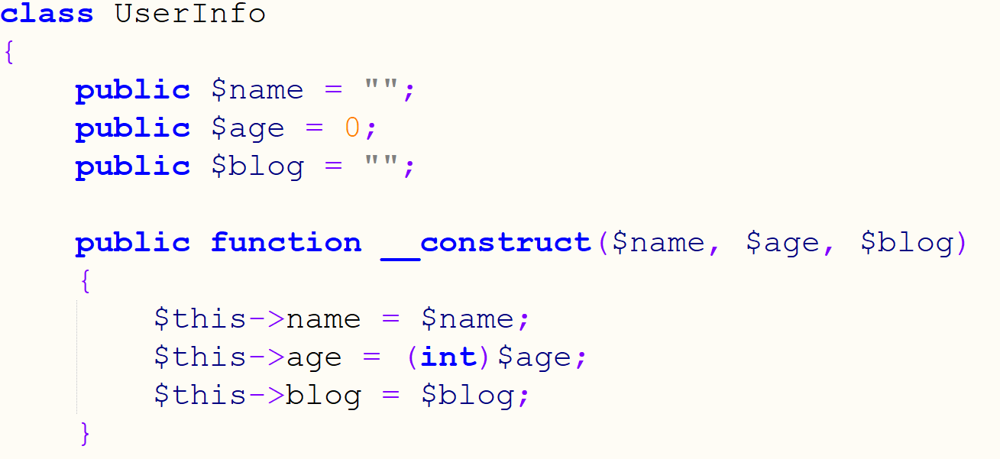 class UserInfo
{
    public $name = "";
    public $age = 0;
    public $blog = "";

    public function __construct($name, $age, $blog)
    {
        $this->name = $name;
        $this->age = (int)$age;
        $this->blog = $blog;
    }